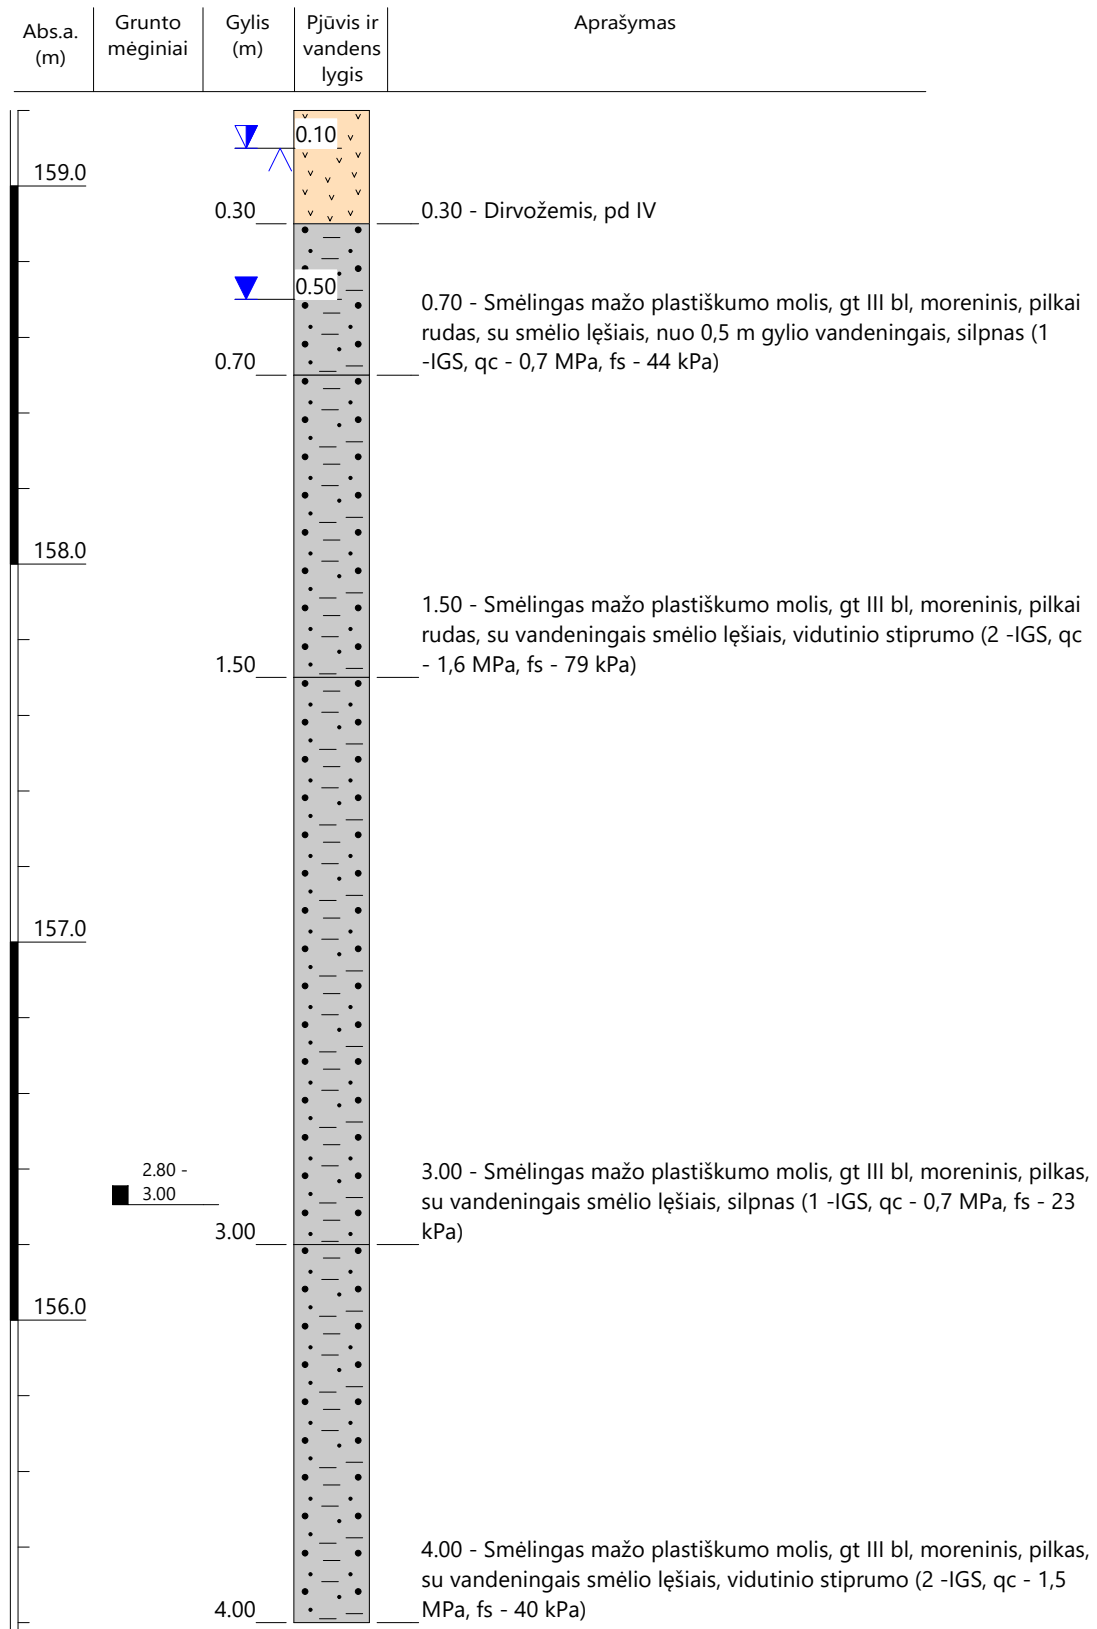 Abs.a.
(m)
Grunto
mėginiai
Gylis
(m)
Pjūvis ir
vandens
lygis
Aprašymas
0.10
159.0
0.30
0.30 - Dirvožemis, pd IV
0.50
0.70 - Smėlingas mažo plastiškumo molis, gt III bl, moreninis, pilkai
rudas, su smėlio lęšiais, nuo 0,5 m gylio vandeningais, silpnas (1
-IGS, qc - 0,7 MPa, fs - 44 kPa)
0.70
158.0
1.50 - Smėlingas mažo plastiškumo molis, gt III bl, moreninis, pilkai
rudas, su vandeningais smėlio lęšiais, vidutinio stiprumo (2 -IGS, qc
- 1,6 MPa, fs - 79 kPa)
1.50
157.0
2.80 -
3.00
3.00 - Smėlingas mažo plastiškumo molis, gt III bl, moreninis, pilkas,
su vandeningais smėlio lęšiais, silpnas (1 -IGS, qc - 0,7 MPa, fs - 23
kPa)
3.00
156.0
4.00 - Smėlingas mažo plastiškumo molis, gt III bl, moreninis, pilkas,
su vandeningais smėlio lęšiais, vidutinio stiprumo (2 -IGS, qc - 1,5
MPa, fs - 40 kPa)
4.00